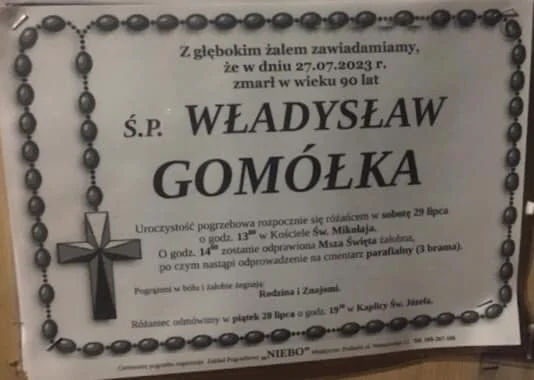 Z głębokim żalem zawiadamiamy,
że w dniu 27.07.2023 r.
zmarł w wieku 90 lat
Ś.P. WŁADYSŁAW
GOMÓŁKA
Uroczystość pogrzebowa rozpocznie się różańcem w sobotę 29 lipca
o godz. 13⁰⁰ w Kościele Św. Mikołaja.
O godz. 14⁰⁰ zostanie odprawiona Msza Święta żałobna,
po czym nastąpi odprowadzenie na cmentarz parafialny (3 brama).
Pogrążeni w bólu i żałobie żegnają
Rodzina i Znajomi.
Różaniec odmówimy w piątek 28 lipca o godz. 19³⁰ w Kaplicy Św. Józefa.
Zakład Pogrzebowy „NIEBO”